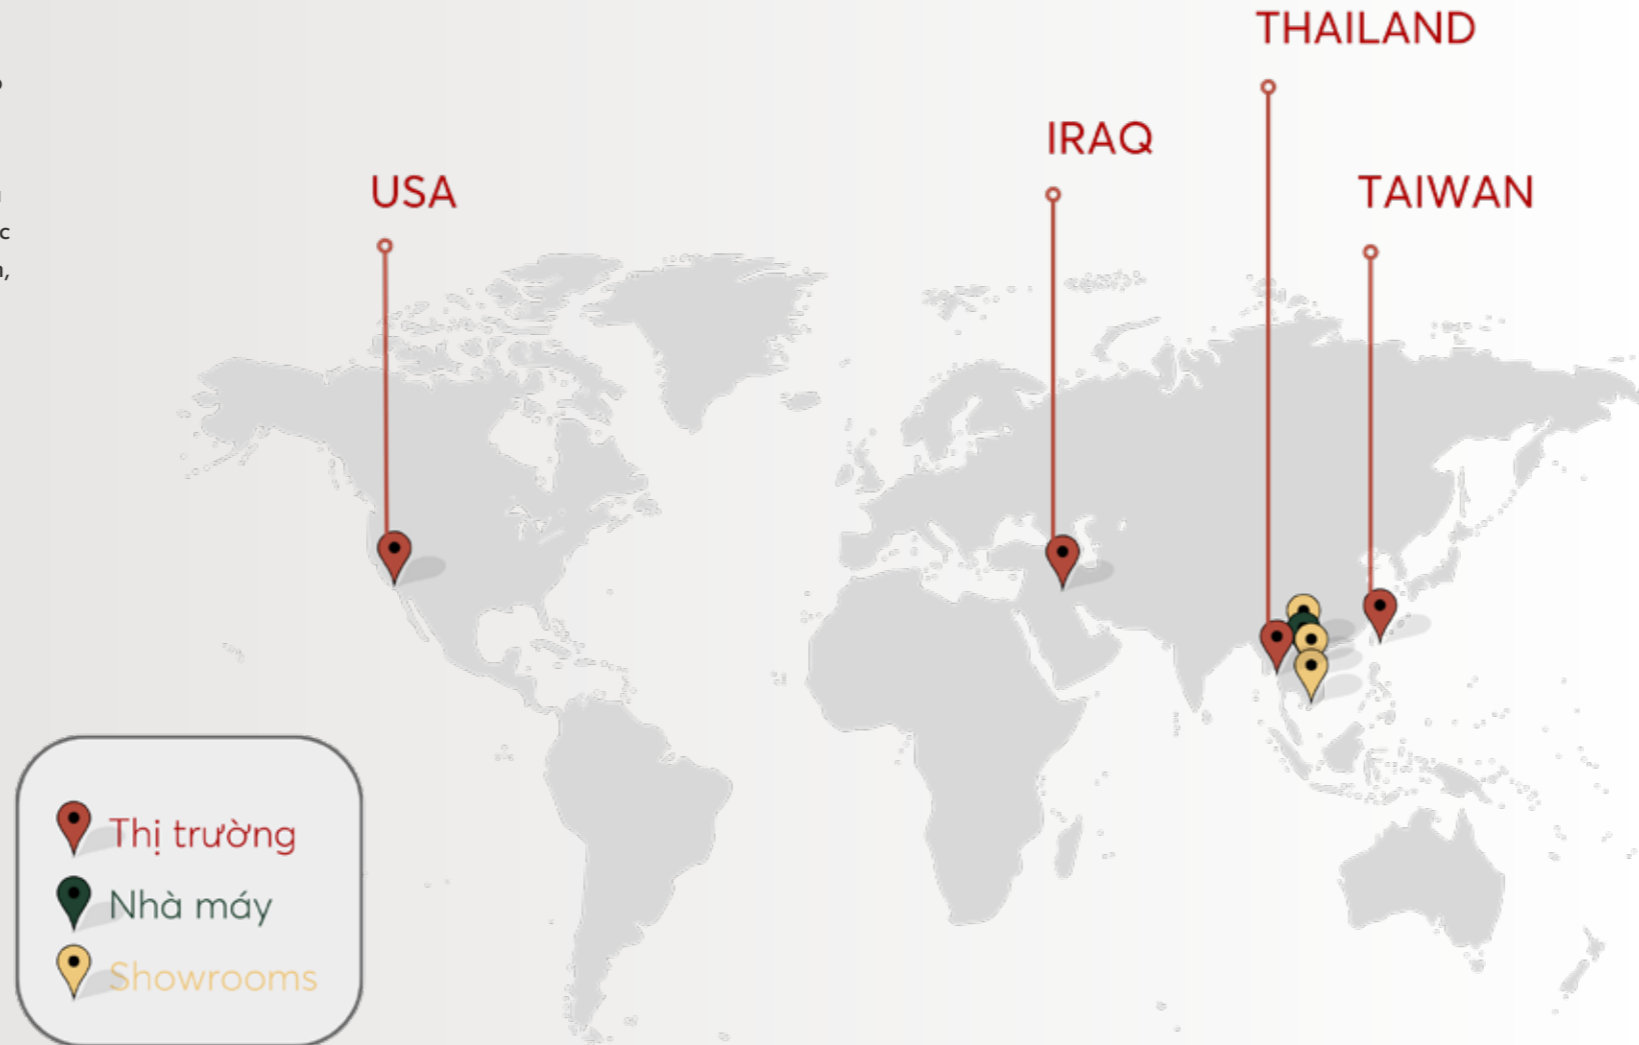 THAILAND
IRAQ
USA
TAIWAN
Thị trường
Nhà máy
Showrooms